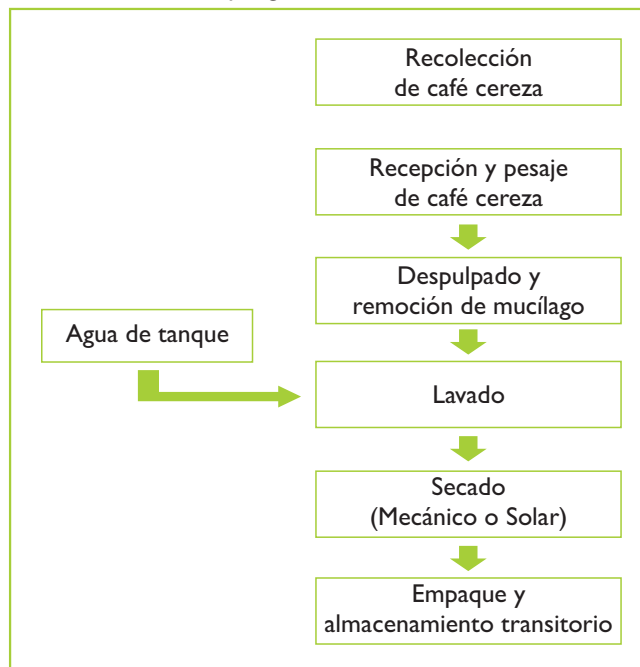 Recolección
de café cereza
Recepción y pesaje
de café cereza
Despulpado y
remoción de mucílago
Agua de tanque
Lavado
Secado
(Mecánico o Solar)
Empaque y
almacenamiento transitorio